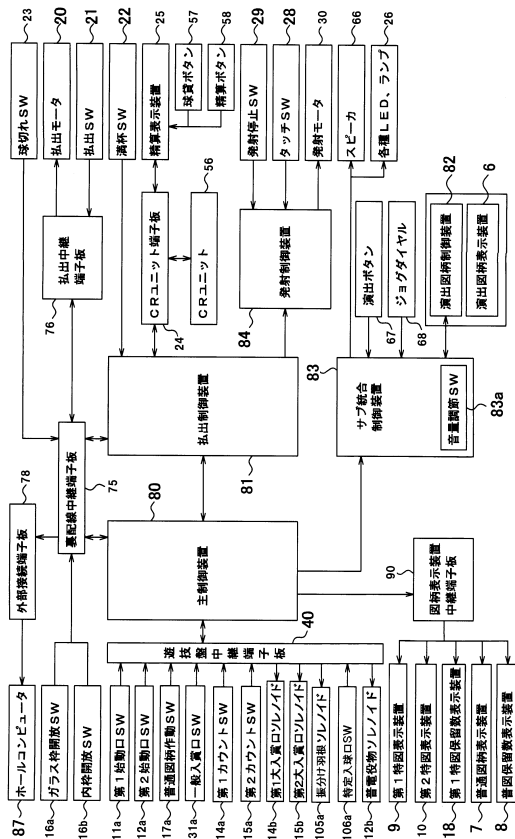 87
ホールコンピュータ
16a
ガラス枠開放SW
16b
内枠開放SW
11a
第1始動口SW
12a
第2始動口SW
17a
普通図柄作動SW
31a
一般入賞口SW
14a
第1カウントSW
15a
第2カウントSW
14b
第1大入賞口ソレノイド
15b
第2大入賞口ソレノイド
105a
振分け羽根ソレノイド
106a
特定入球口SW
12b
普電役物ソレノイド
9
第1特図表示装置
10
第2特図表示装置
18
第1特図保留数表示装置
7
普通図柄表示装置
8
普図保留数表示装置
外部接続端子板
78
裏配線中継端子板
75
遊技盤中継端子板
40
主制御装置
80
図柄表示装置
中継端子板
90
払出制御装置
81
払出中継
端子板
76
CRユニット端子板
24
CRユニット
56
発射制御装置
84
サブ統合
制御装置
83
音量調節SW
83a
演出ボタン
67
ジョグダイヤル
68
演出図柄制御装置
82
演出図柄表示装置
6
球切れSW
23
払出モータ
20
払出SW
21
満杯SW
22
精算表示装置
25
球貸ボタン
57
精算ボタン
58
発射停止SW
29
タッチSW
28
発射モータ
30
スピーカ
66
各種LED、ランプ
26